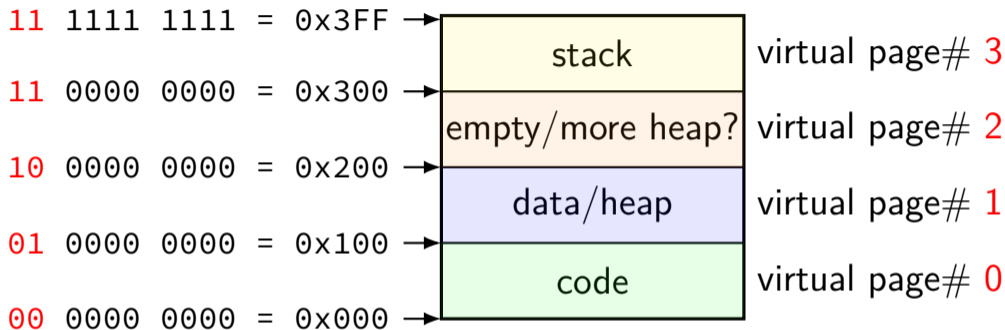 11 1111 1111 = 0x3FF
stack
virtual page# 3
11 0000 0000 = 0x300
empty/more heap?
virtual page# 2
10 0000 0000 = 0x200
data/heap
virtual page# 1
01 0000 0000 = 0x100
code
virtual page# 0
00 0000 0000 = 0x000